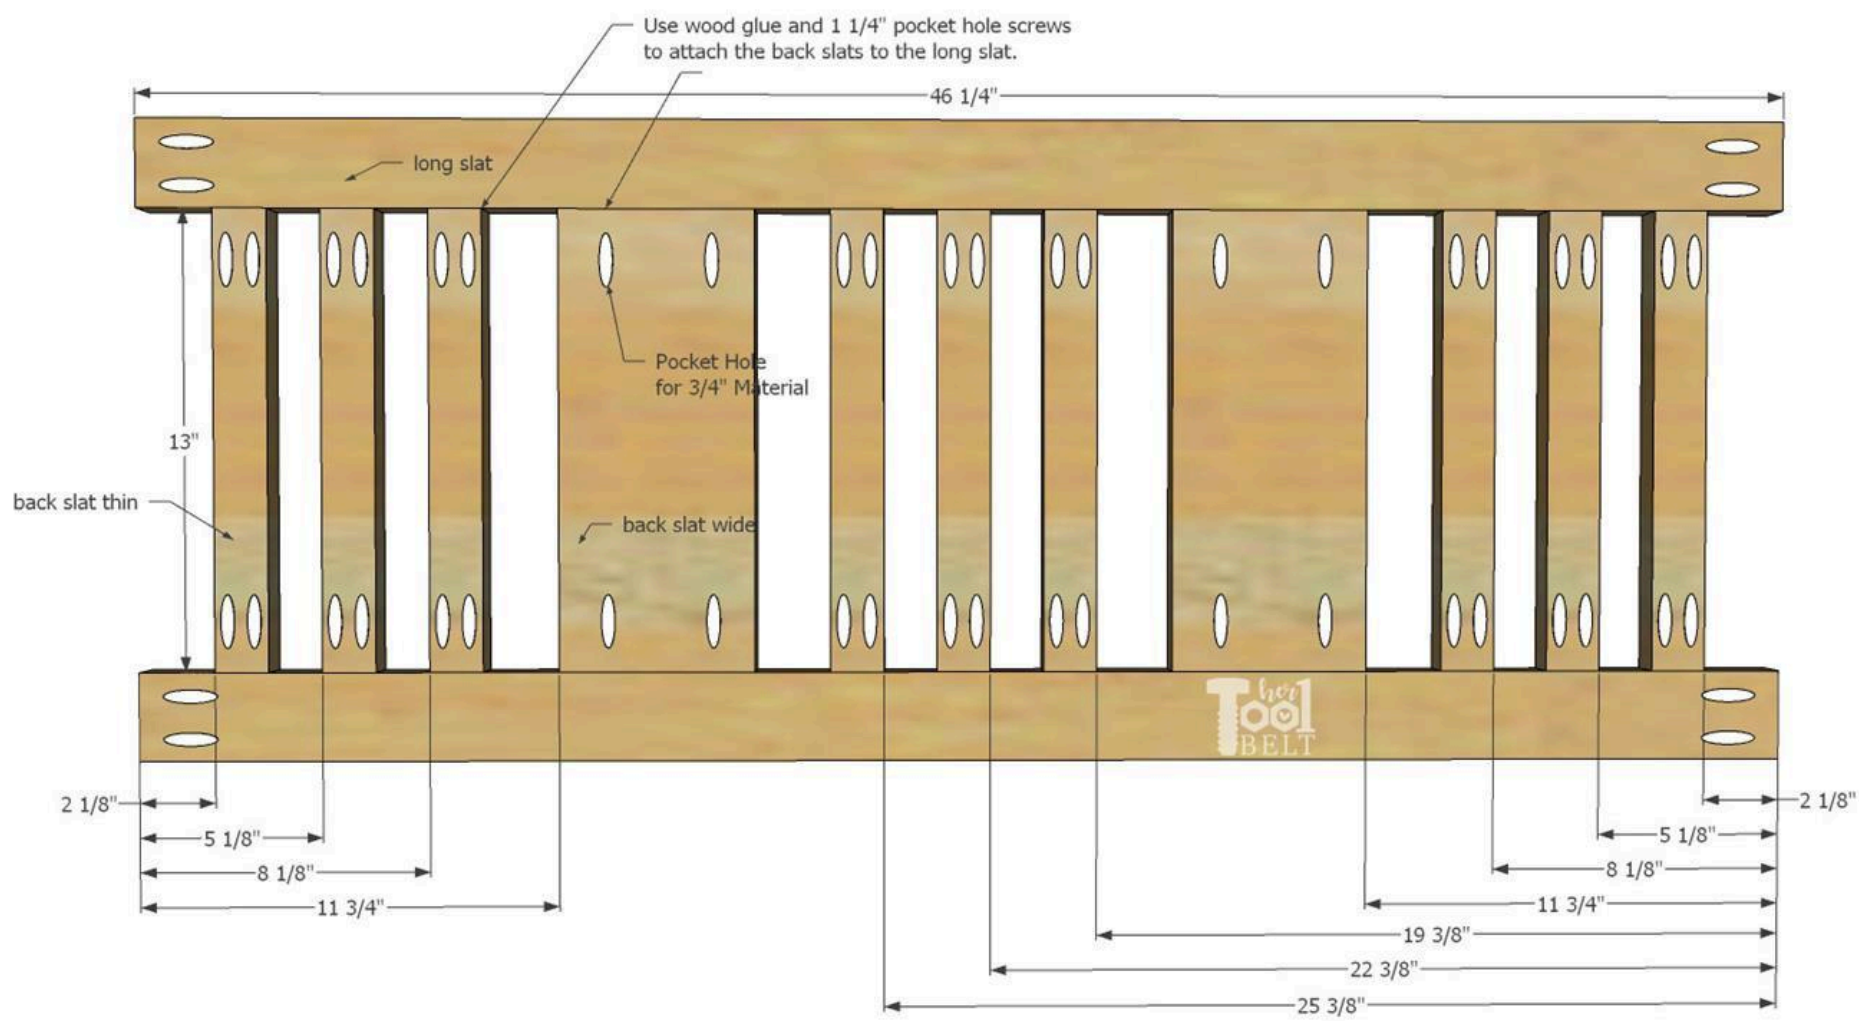 Use wood glue and 1 1/4" pocket hole screws
to attach the back slats to the long slat.
46 1/4"
long slat
Pocket Hole
for 3/4" Material
13"
back slat thin
back slat wide
her
Tool
BELT
2 1/8"
2 1/8"
5 1/8"
5 1/8"
8 1/8"
8 1/8"
11 3/4"
11 3/4"
19 3/8"
22 3/8"
25 3/8"